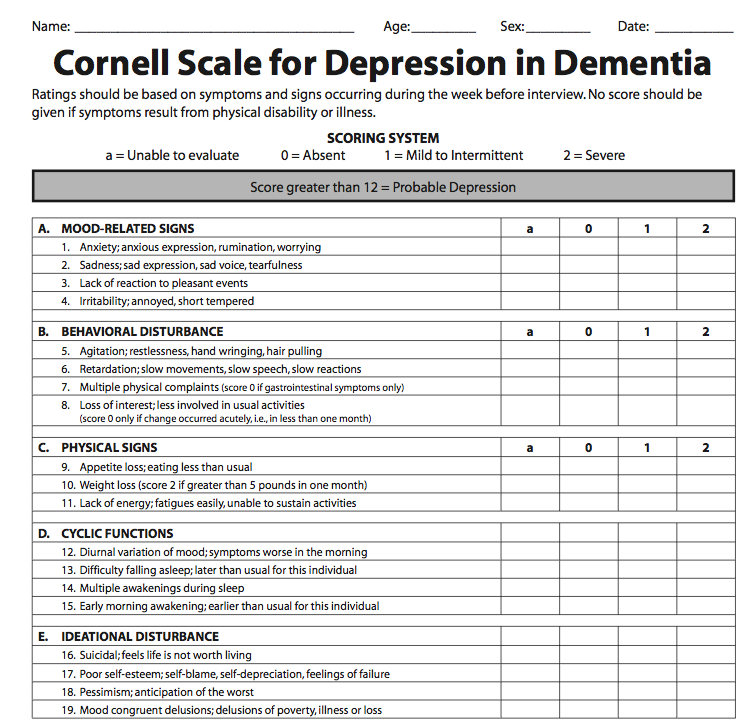 Name: ____ Age: ____ Sex: ____ Date: ____
Cornell Scale for Depression in Dementia
Ratings should be based on symptoms and signs occurring during the week before interview. No score should be
given if symptoms result from physical disability or illness.
SCORING SYSTEM
a = Unable to evaluate 0 = Absent 1 = Mild to Intermittent 2 = Severe
Score greater than 12 = Probable Depression
A. MOOD-RELATED SIGNS a 0 1 2
1. Anxiety; anxious expression, rumination, worrying
2. Sadness; sad expression, sad voice, tearfulness
3. Lack of reaction to pleasant events
4. Irritability; annoyed, short tempered
B. BEHAVIORAL DISTURBANCE a 0 1 2
5. Agitation; restlessness, hand wringing, hair pulling
6. Retardation; slow movements, slow speech, slow reactions
7. Multiple physical complaints (score 0 if gastrointestinal symptoms only)
8. Loss of interest; less involved in usual activities
(score 0 only if change occurred acutely, i.e., in less than one month)
C. PHYSICAL SIGNS a 0 1 2
9. Appetite loss; eating less than usual
10. Weight loss (score 2 if greater than 5 pounds in one month)
11. Lack of energy; fatigues easily, unable to sustain activities
D. CYCLIC FUNCTIONS
12. Diurnal variation of mood; symptoms worse in the morning
13. Difficulty falling asleep; later than usual for this individual
14. Multiple awakenings during sleep
15. Early morning awakening; earlier than usual for this individual
E. IDEATIONAL DISTURBANCE
16. Suicidal; feels life is not worth living
17. Poor self-esteem; self-blame, self-depreciation, feelings of failure
18. Pessimism; anticipation of the worst
19. Mood congruent delusions; delusions of poverty, illness or loss